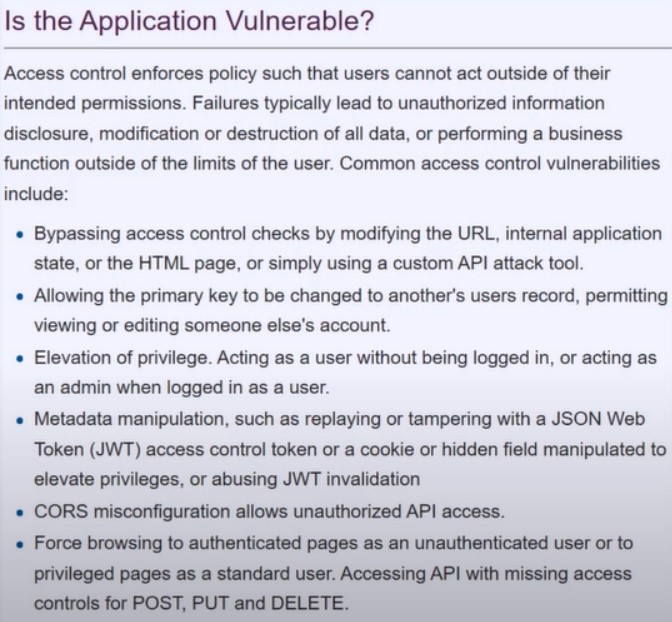 Is the Application Vulnerable?
Access control enforces policy such that users cannot act outside of their
intended permissions. Failures typically lead to unauthorized information
disclosure, modification or destruction of all data, or performing a business
function outside of the limits of the user. Common access control vulnerabilities
include:
• Bypassing access control checks by modifying the URL, internal application
state, or the HTML page, or simply using a custom API attack tool.
• Allowing the primary key to be changed to another's users record, permitting
viewing or editing someone else's account.
• Elevation of privilege. Acting as a user without being logged in, or acting as
an admin when logged in as a user.
• Metadata manipulation, such as replaying or tampering with a JSON Web
Token (JWT) access control token or a cookie or hidden field manipulated to
elevate privileges, or abusing JWT invalidation
• CORS misconfiguration allows unauthorized API access.
• Force browsing to authenticated pages as an unauthenticated user or to
privileged pages as a standard user. Accessing API with missing access
controls for POST, PUT and DELETE.